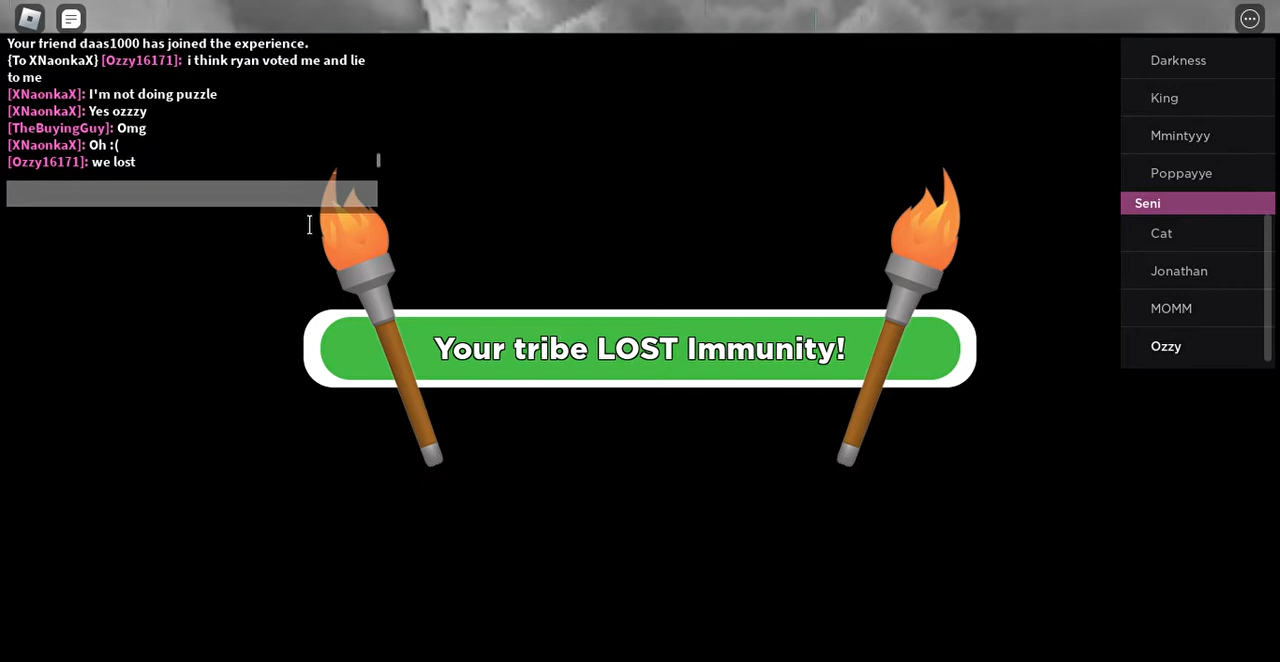 Your friend daas1000 has joined the experience.
{To XNaonkaX} [Ozzy16171]: i think ryan voted me and lie
to me
[XNaonkaX]: I'm not doing puzzle
[XNaonkaX]: Yes ozzzy
[TheBuyingGuy]: Omg
[XNaonkaX]: Oh :(
[Ozzy16171]: we lost
Your tribe LOST Immunity!
Darkness
King
Mmintyyy
Poppayye
Seni
Cat
Jonathan
MOMM
Ozzy